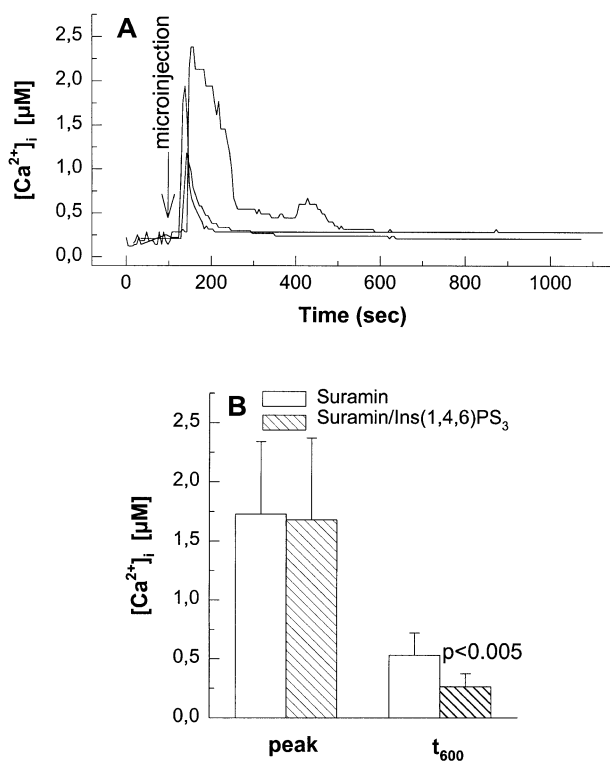 A
2,5
2,0
1,5
1,0
0,5
0,0
[Ca²⁺]ᵢ [µM]
microinjection
0 200 400 600 800 1000
Time (sec)
B
Suramin
Suramin/Ins(1,4,6)PS₃
2,5
2,0
1,5
1,0
0,5
0,0
[Ca²⁺]ᵢ [µM]
p<0.005
peak t₆₀₀